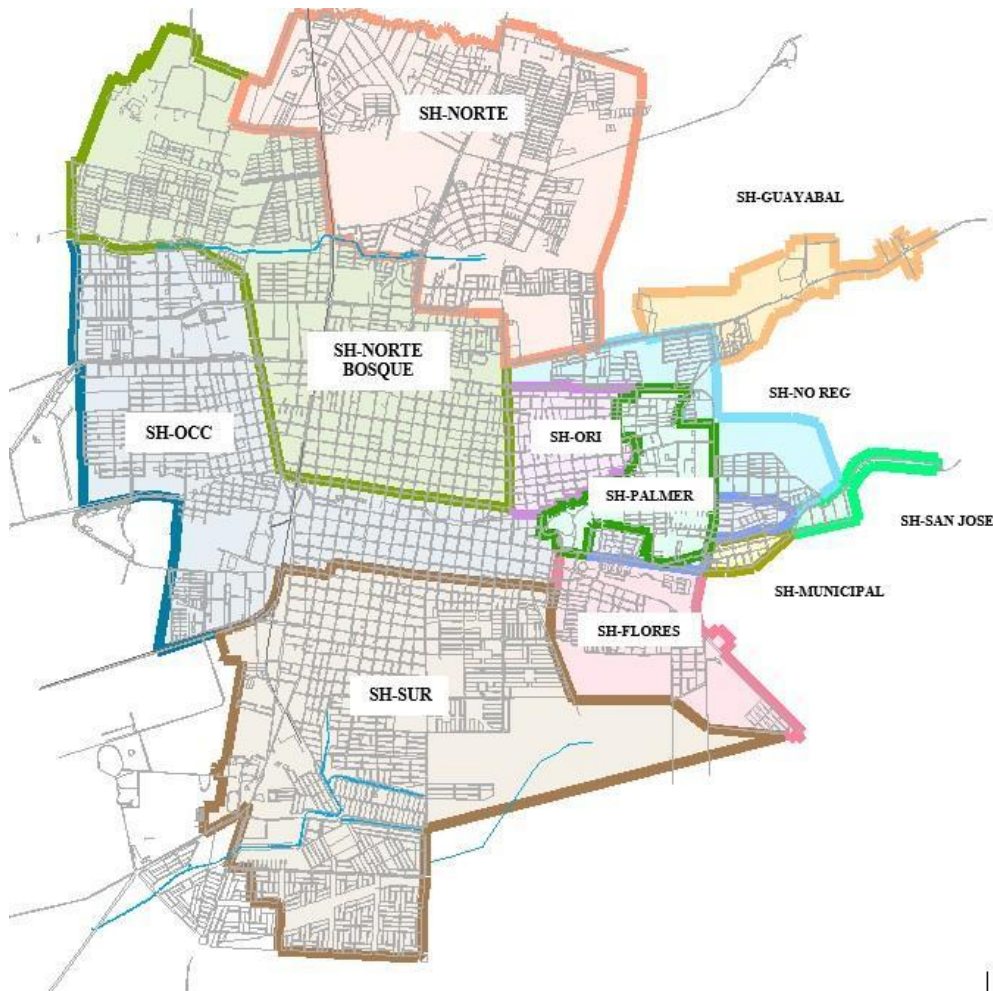 SH-NORTE
SH-GUAYABAL
SH-NORTE
BOSQUE
SH-NO REG
SH-OCC
SH-ORI
SH-PALMER
SH-SAN JOSE
SH-MUNICIPAL
SH-FLORES
SH-SUR